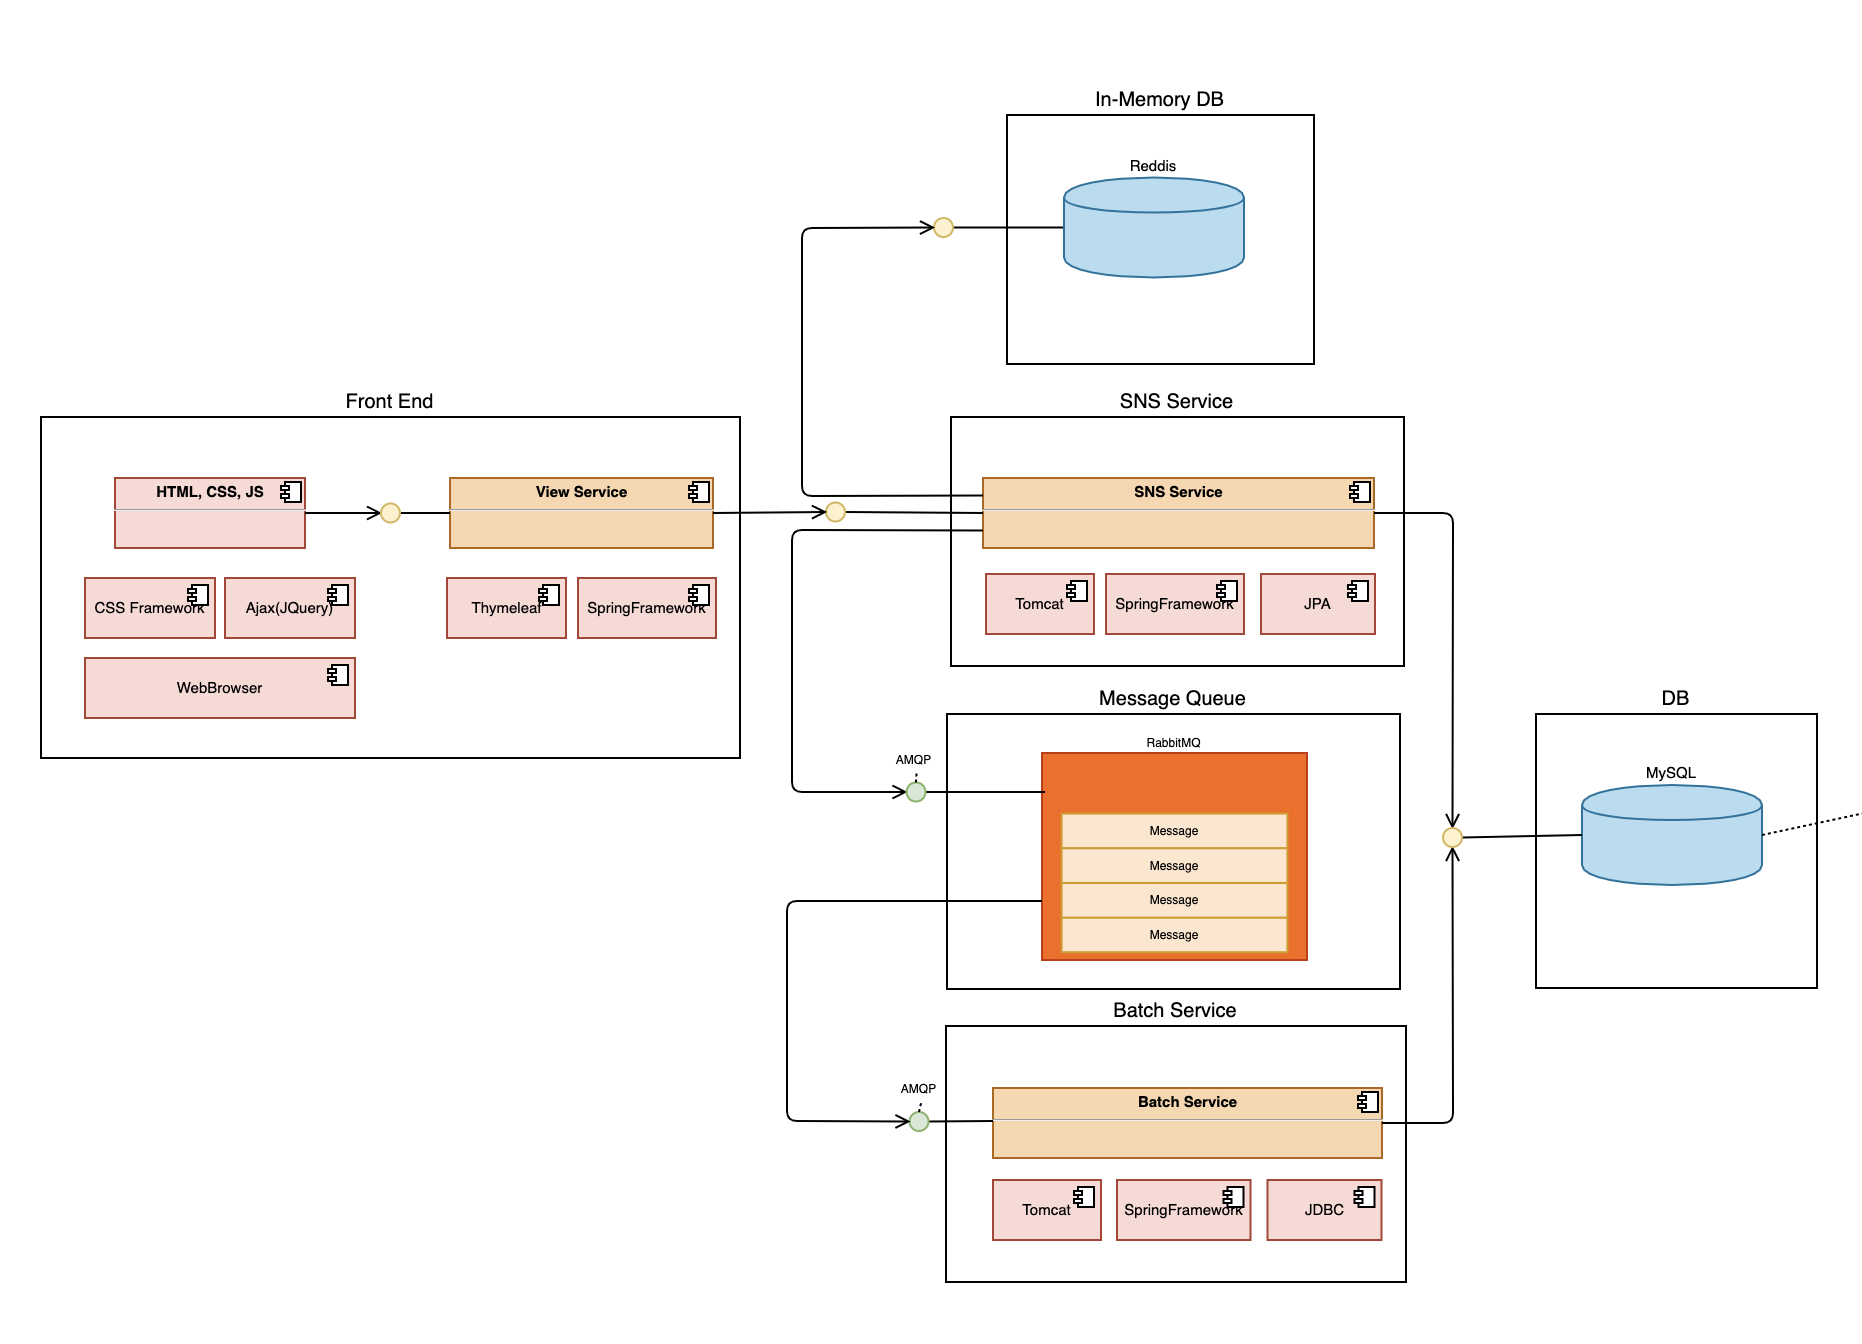 In-Memory DB
Reddis
Front End
HTML, CSS, JS
View Service
CSS Framework
Ajax(JQuery)
Thymeleaf
SpringFramework
WebBrowser
SNS Service
SNS Service
Tomcat
SpringFramework
JPA
Message Queue
RabbitMQ
AMQP
Message
Message
Message
Message
DB
MySQL
Batch Service
AMQP
Batch Service
Tomcat
SpringFramework
JDBC